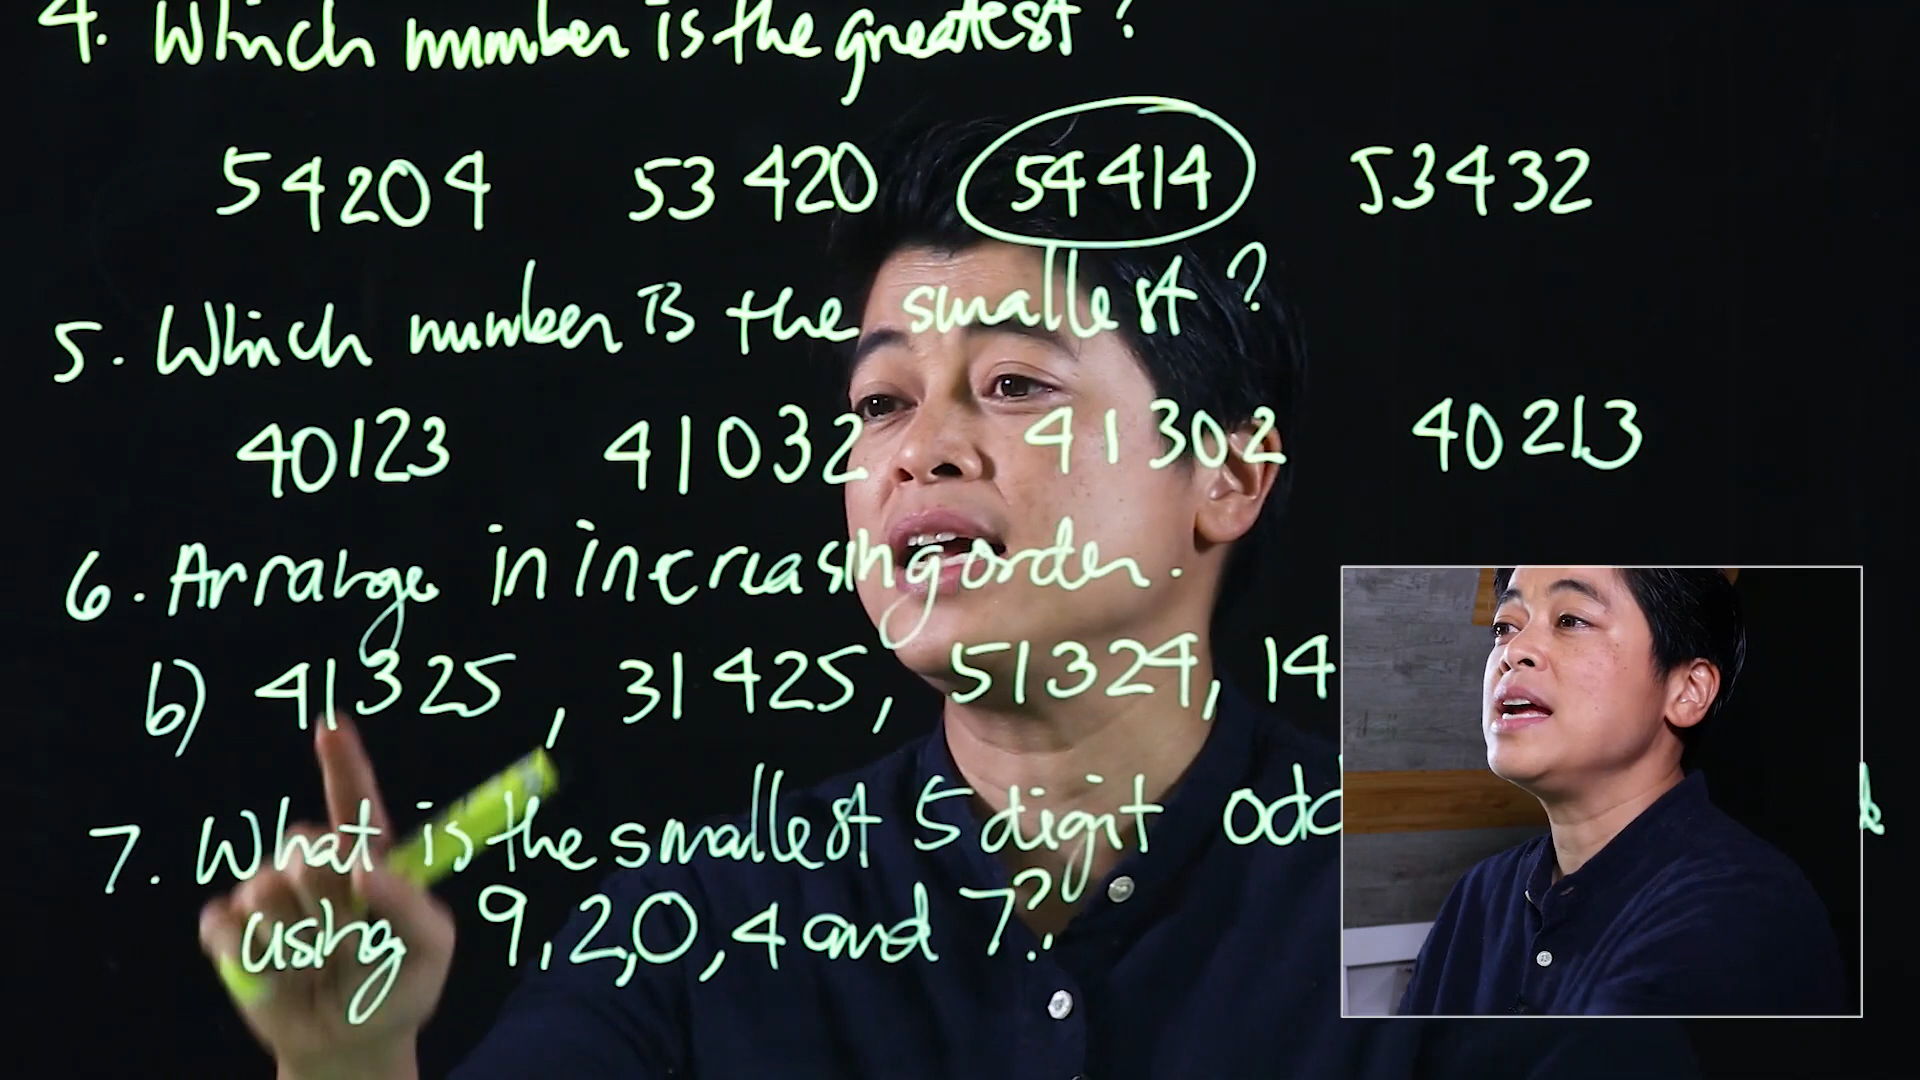 4. Which number is the greatest?
54204 53420 54414 53432
5. Which number is the smallest?
40123 41032 41302 40213
6. Arrange in increasing order.
b) 41325, 31425, 51324, 14
7. What is the smallest 5 digit odd
using 9,2,0,4 and 7?